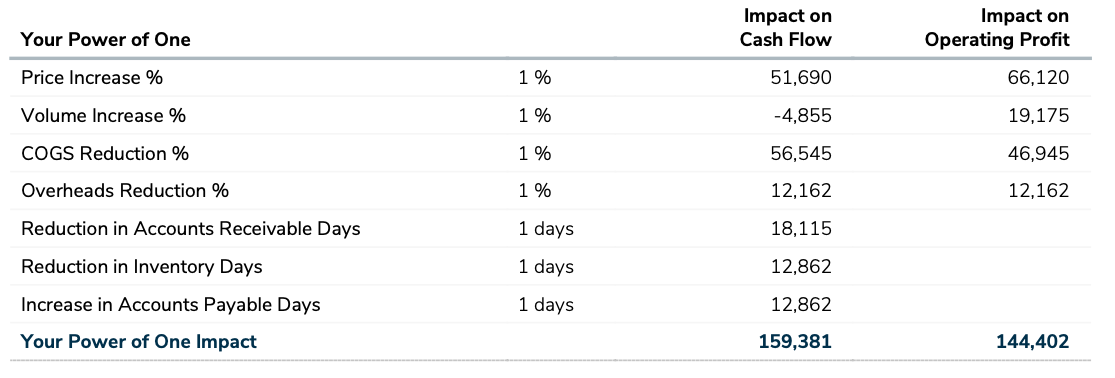 Your Power of One Impact on Cash Flow Impact on Operating Profit
Price Increase % 1 % 51,690 66,120
Volume Increase % 1 % -4,855 19,175
COGS Reduction % 1 % 56,545 46,945
Overheads Reduction % 1 % 12,162 12,162
Reduction in Accounts Receivable Days 1 days 18,115
Reduction in Inventory Days 1 days 12,862
Increase in Accounts Payable Days 1 days 12,862
Your Power of One Impact 159,381 144,402